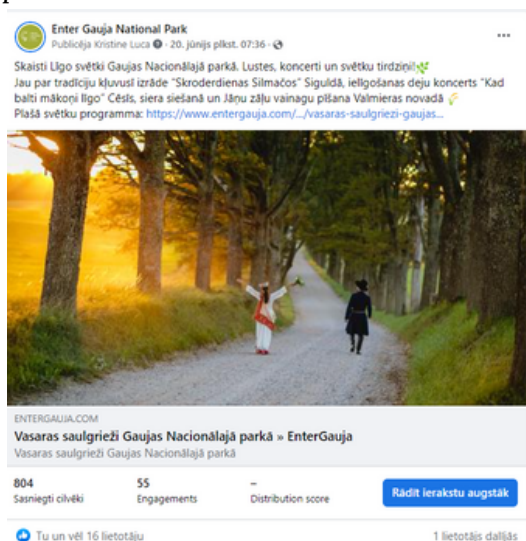 Enter Gauja National Park
Publicēja Kristine Luca · 20. jūnijs plkst. 07:36 ·
Skaisti Līgo svētki Gaujas Nacionālajā parkā. Lustes, koncerti un svētku tirdziņi!🌿
Jau par tradīciju kļuvusī izrāde "Skroderdienas Silmačos" Siguldā, ielīgošanas deju koncerts "Kad
balti mākoņi līgo" Cēsīs, siera siešanā un Jāņu zāļu vainagu pīšana Valmieras novadā
Plašā svētku programma: https://www.entergauja.com/.../vasaras-saulgriezi-gaujas...
ENTERGAUJA.COM
Vasaras saulgrieži Gaujas Nacionālajā parkā » EnterGauja
Vasaras saulgrieži Gaujas Nacionālajā parkā
804 55 –
Sasniegti cilvēki Engagements Distribution score
Rādīt ierakstu augstāk
Tu un vēl 16 lietotāju 1 lietotājs dalījās